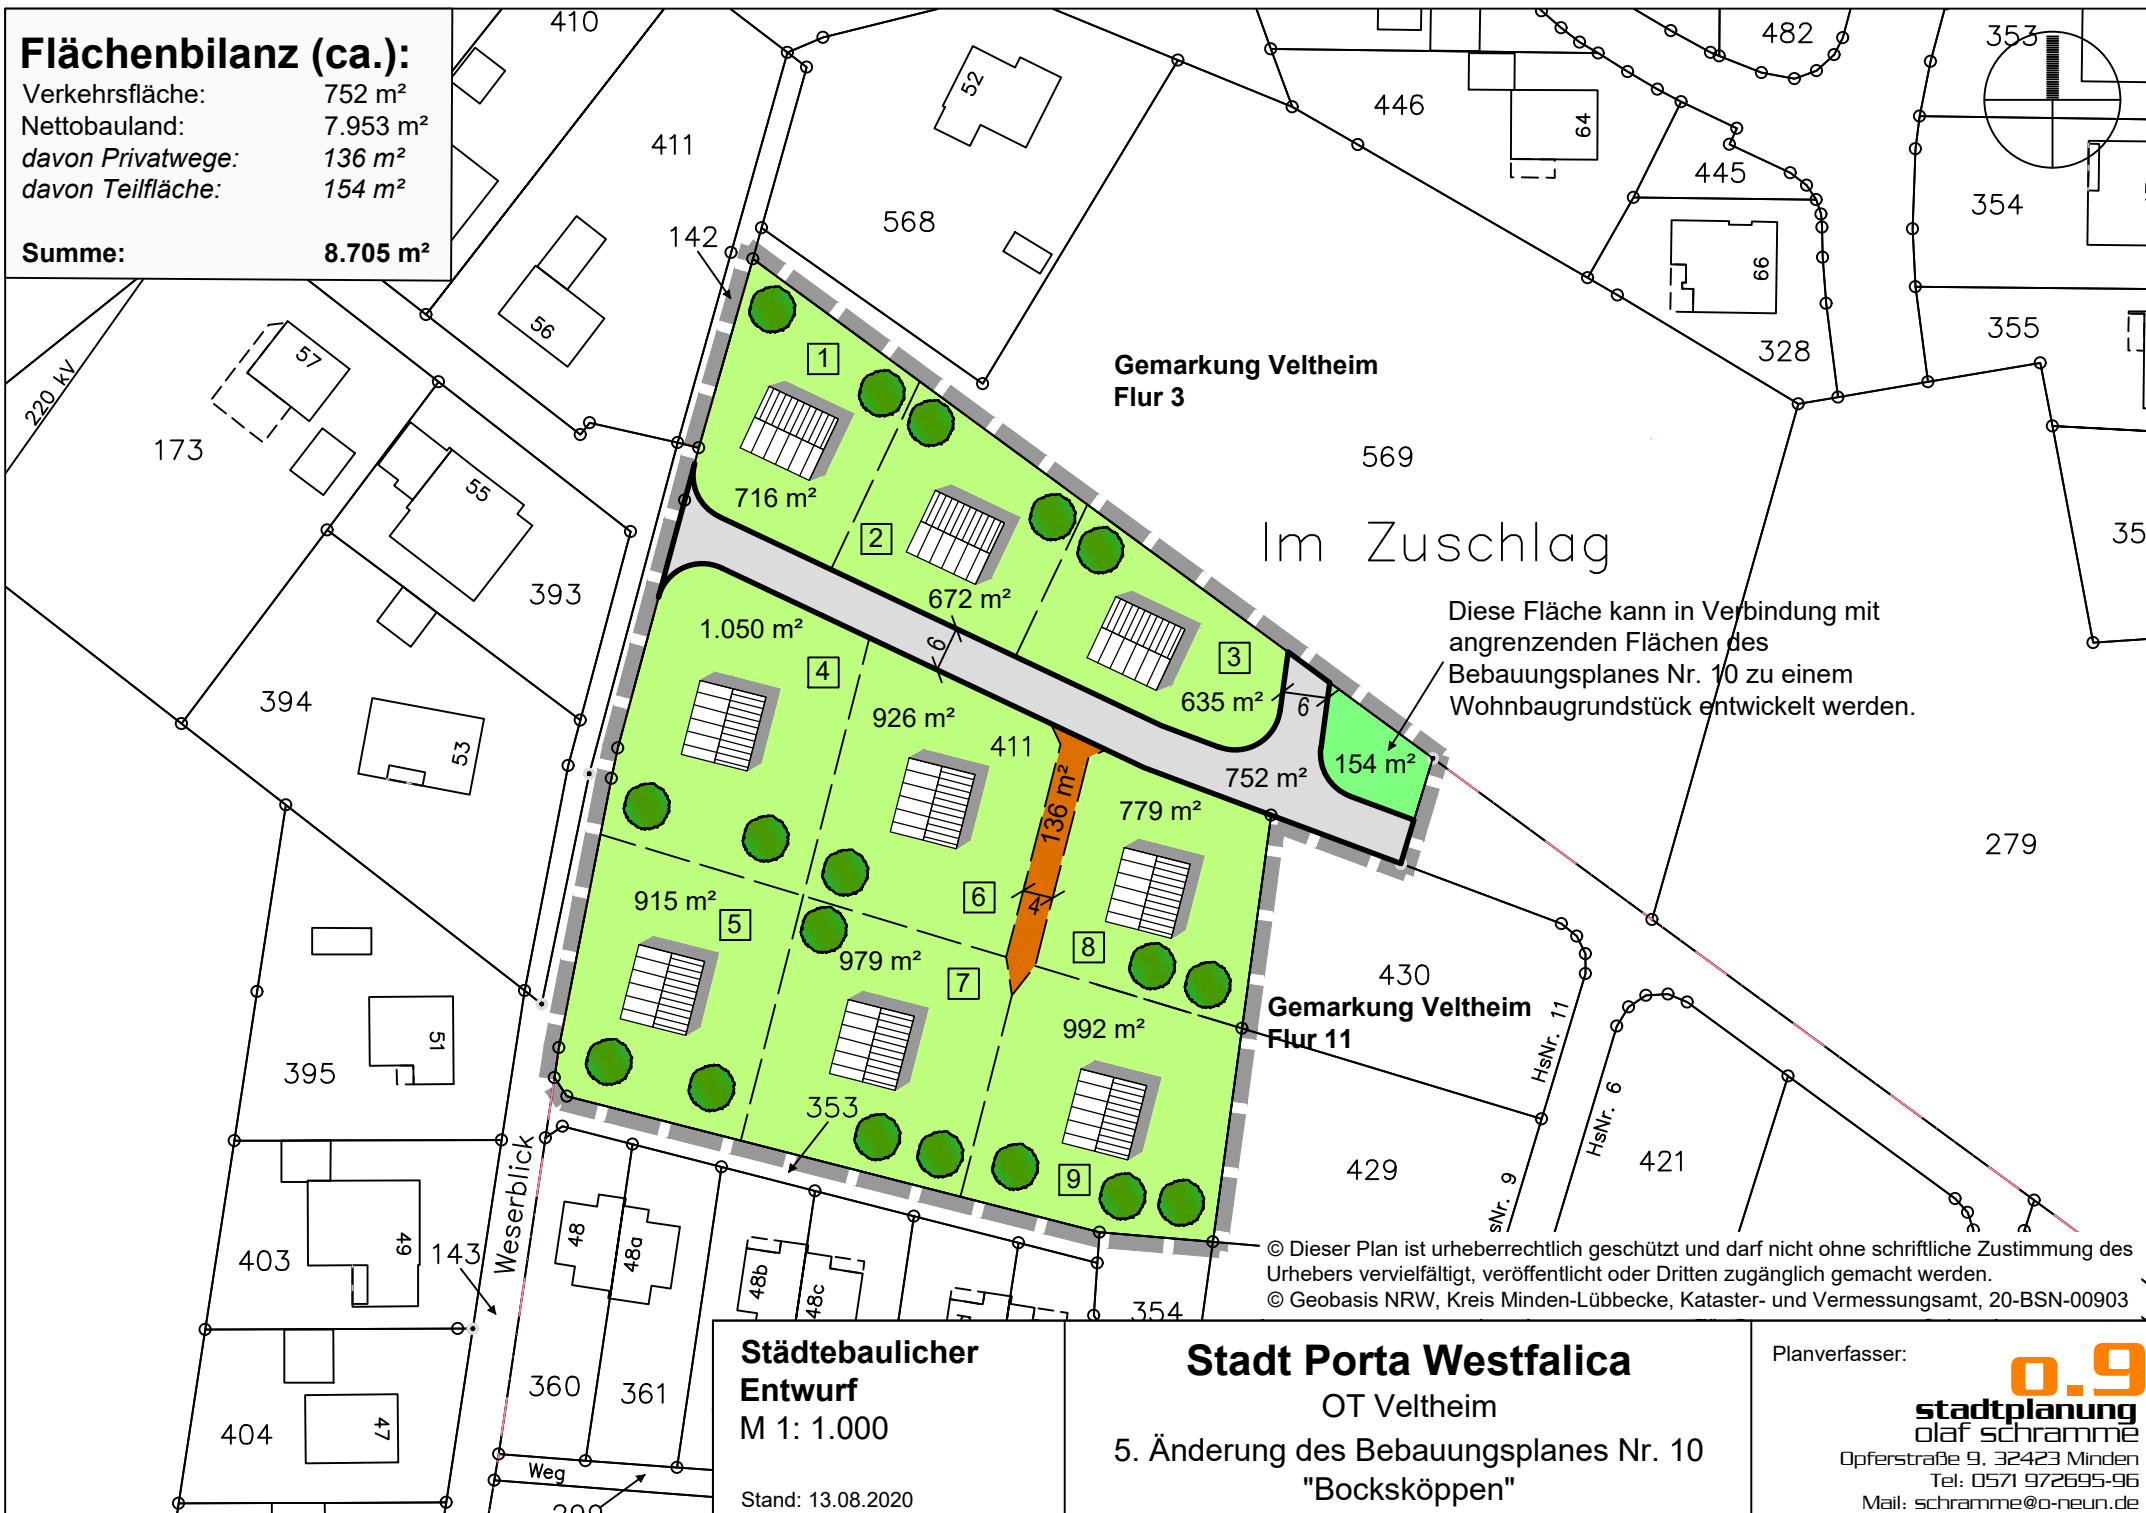 Flächenbilanz (ca.):
Verkehrsfläche: 752 m²
Nettobauland: 7.953 m²
davon Privatwege: 136 m²
davon Teilfläche: 154 m²
Summe: 8.705 m²
410
482
353
52
446
64
411
445
354
568
142
66
56
355
328
57
220 kV
1
Gemarkung Veltheim
Flur 3
173
569
55
716 m²
2
35
Im Zuschlag
393
672 m²
Diese Fläche kann in Verbindung mit
angrenzenden Flächen des
Bebauungsplanes Nr. 10 zu einem
Wohnbaugrundstück entwickelt werden.
1.050 m²
6
3
4
394
635 m²
6
926 m²
411
53
752 m²
154 m²
136 m²
779 m²
279
915 m²
6
4
5
8
979 m²
7
430
Gemarkung Veltheim
Flur 11
992 m²
51
HsNr. 11
395
353
HsNr. 6
9
429
421
sNr. 9
Weserblick
48
48a
403
49
143
48b
48c
© Dieser Plan ist urheberrechtlich geschützt und darf nicht ohne schriftliche Zustimmung des
Urhebers vervielfältigt, veröffentlicht oder Dritten zugänglich gemacht werden.
© Geobasis NRW, Kreis Minden-Lübbecke, Kataster- und Vermessungsamt, 20-BSN-00903
354
360
361
404
47
Weg
Städtebaulicher
Entwurf
M 1: 1.000
Stand: 13.08.2020
Stadt Porta Westfalica
OT Veltheim
5. Änderung des Bebauungsplanes Nr. 10
"Bocksköppen"
Planverfasser:
o.9
stadtplanung
olaf schramme
Opferstraße 9, 32423 Minden
Tel: 0571 972695-96
Mail: schramme@o-neun.de